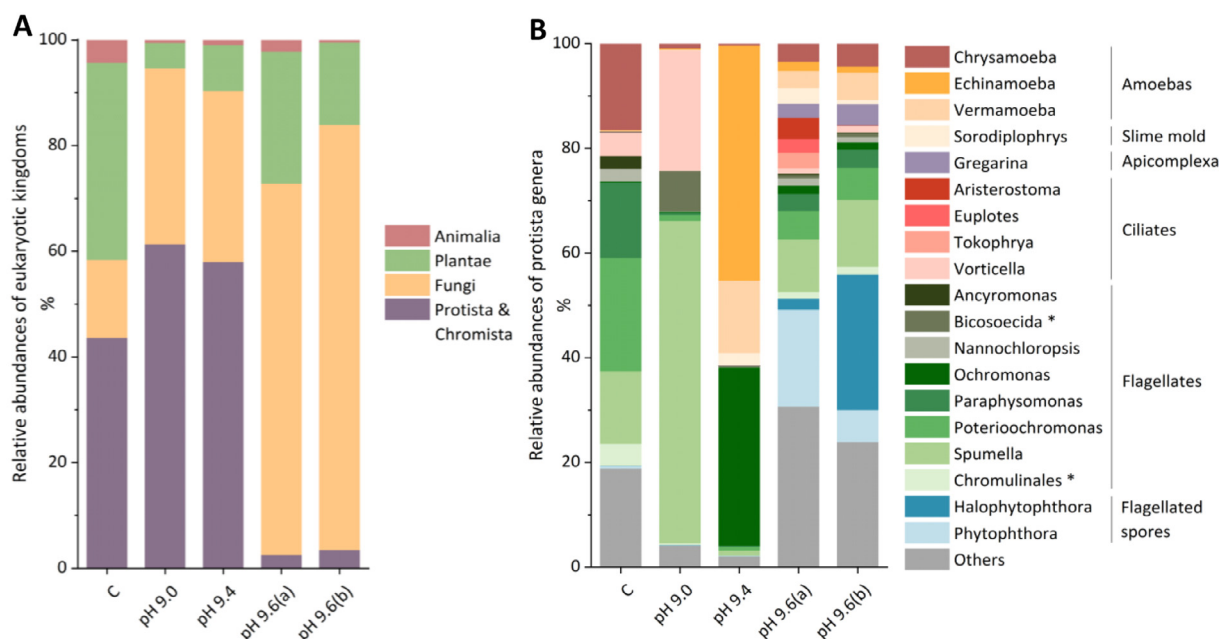 A
Relative abundances of eukaryotic kingdoms
%
100
80
60
40
20
0
C
pH 9.0
pH 9.4
pH 9.6(a)
pH 9.6(b)
Animalia
Plantae
Fungi
Protista &
Chromista
B
Relative abundances of protista genera
%
100
80
60
40
20
0
C
pH 9.0
pH 9.4
pH 9.6(a)
pH 9.6(b)
Chrysamoeba
Echinamoeba
Vermamoeba
Sorodiplophrys
Gregarina
Aristerostoma
Euplotes
Tokophrya
Vorticella
Ancyromonas
Bicosoecida *
Nannochloropsis
Ochromonas
Paraphysomonas
Poterioochromonas
Spumella
Chromulinales *
Halophytophthora
Phytophthora
Others
Amoebas
Slime mold
Apicomplexa
Ciliates
Flagellates
Flagellated
spores